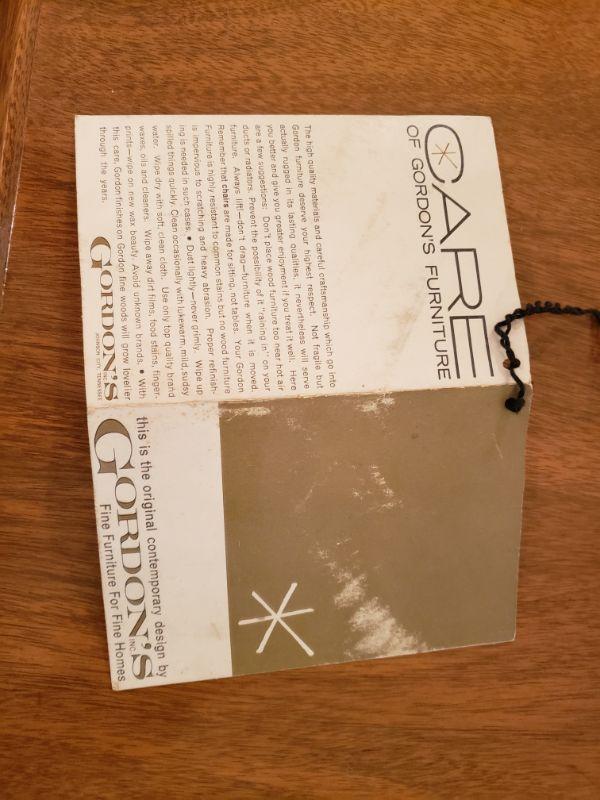 CARE
OF GORDON'S FURNITURE
The high quality materials and careful craftsmanship which go into
Gordon furniture deserve your highest respect. Not fragile but
actually rugged in its lasting qualities, it nevertheless will serve
you better and give you greater enjoyment if you treat it well. Here
are a few suggestions: Don't place wood furniture too near hot air
ducts or radiators. Prevent the possibility of it "raining in" on your
furniture. Always lift—don't drag—furniture when it is moved.
Remember that chairs are made for sitting, not tables. Your Gordon
Furniture is highly resistant to common stains but no wood furniture
is impervious to scratching and heavy abrasion. Proper refinish-
ing is needed in such cases. • Dust lightly—never grimly. Wipe up
spilled things quickly. Clean occasionally with lukewarm, mild, sudsy
water. Wipe dry with soft, clean cloth. Use only top quality brand
waxes, oils and cleaners. Wipe away dirt films, food stains, finger-
prints—wipe on new wax beauty. Avoid unknown brands. • With
this care, Gordon finishes on Gordon fine woods will grow lovelier
through the years.
GORDON'S INC.
JOHNSON CITY, TENNESSEE
this is the original contemporary design by
GORDON'S INC.
Fine Furniture For Fine Homes